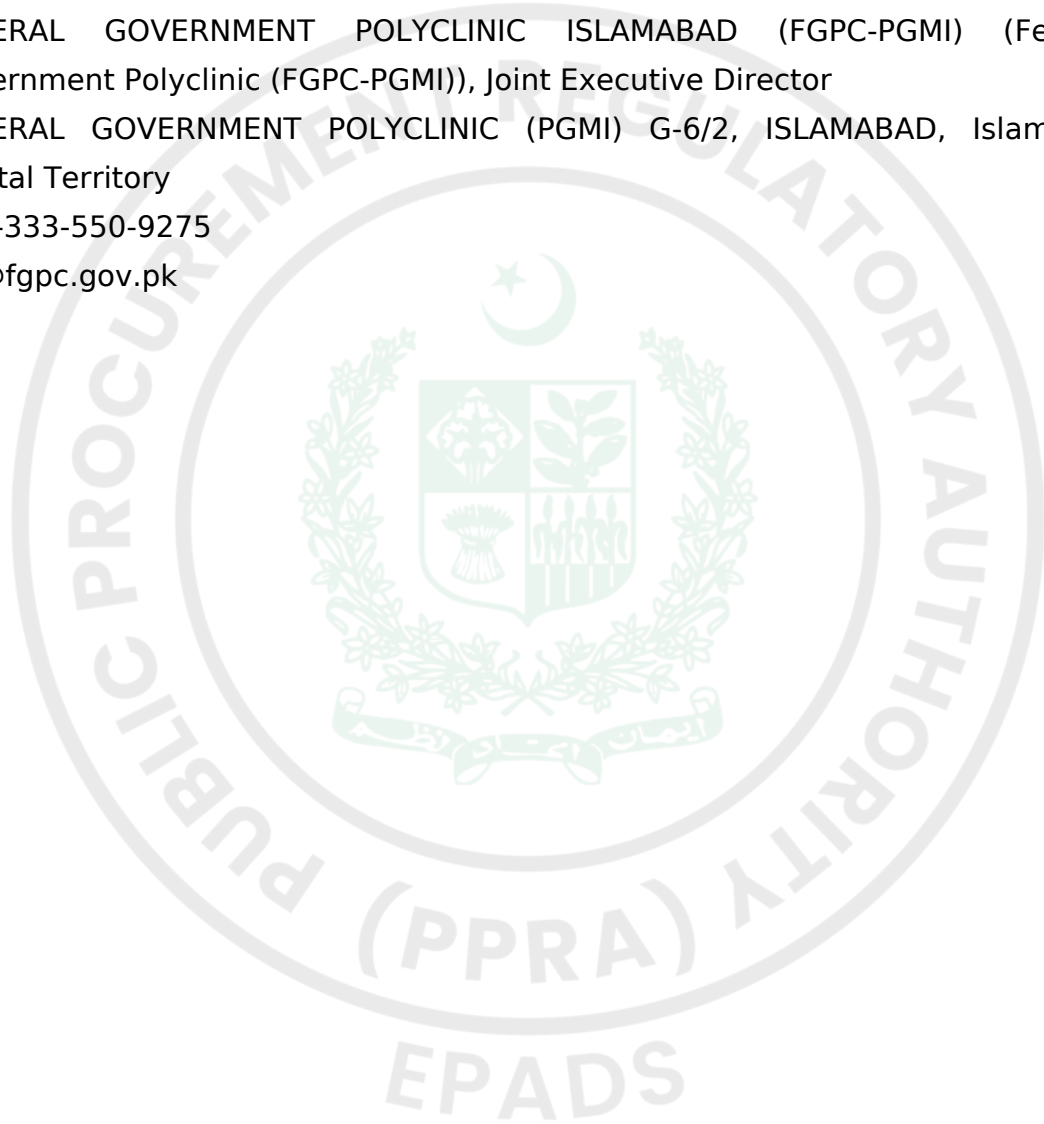 ERAL GOVERNMENT POLYCLINIC ISLAMABAD (FGPC-PGMI) (Fe
ernment Polyclinic (FGPC-PGMI)), Joint Executive Director
ERAL GOVERNMENT POLYCLINIC (PGMI) G-6/2, ISLAMABAD, Islam
tal Territory
-333-550-9275
@fgpc.gov.pk
PUBLIC PROCUREMENT REGULATORY AUTHORITY
(PPRA)
EPADS